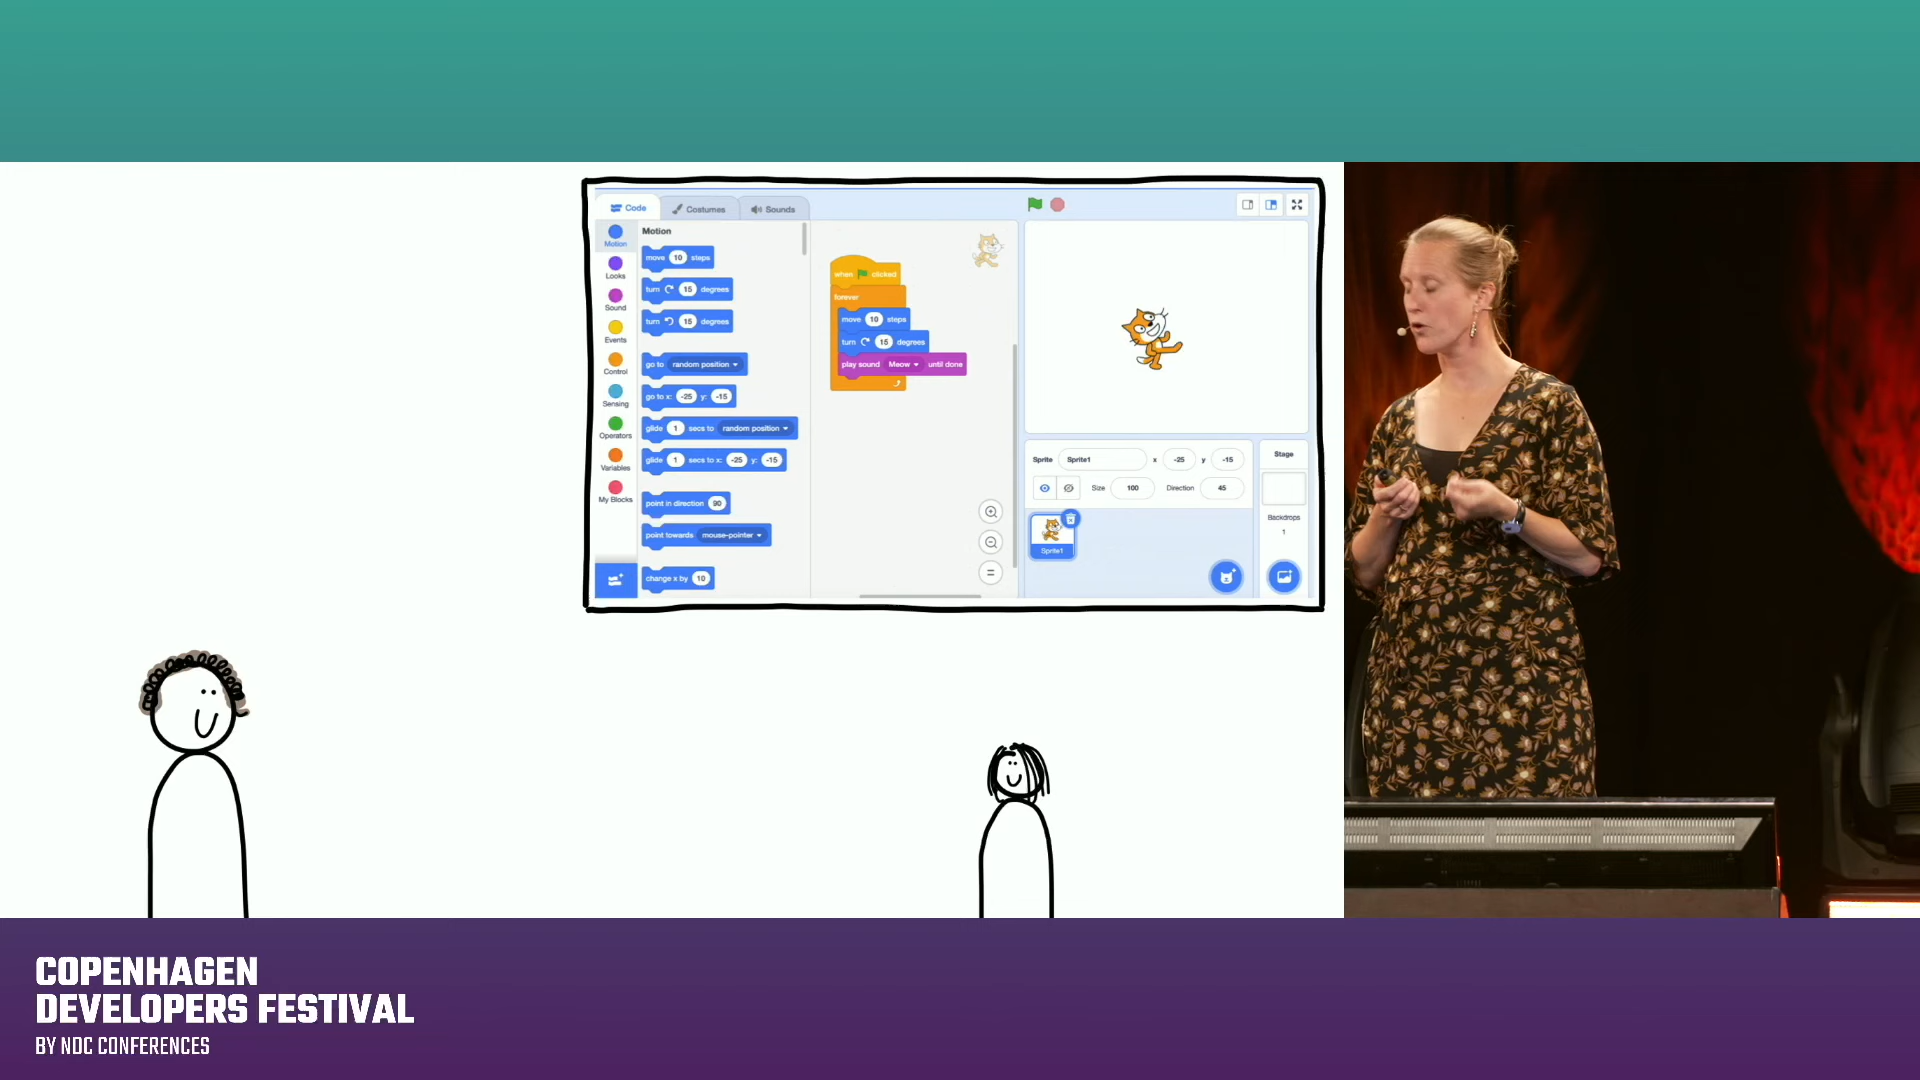 Code
Costumes
Sounds
Motion
Motion
Looks
Sound
Events
Control
Sensing
Operators
Variables
My Blocks
move 10 steps
turn 15 degrees
turn 15 degrees
go to random position
go to x: -25 y: -15
glide 1 secs to random position
glide 1 secs to x: -25 y: -15
point in direction 90
point towards mouse-pointer
change x by 10
when clicked
forever
move 10 steps
turn 15 degrees
play sound Meow until done
Sprite Sprite1 x -25 y -15
Size 100 Direction 45
Sprite1
Stage
Backdrops
1
COPENHAGEN
DEVELOPERS FESTIVAL
BY NDC CONFERENCES